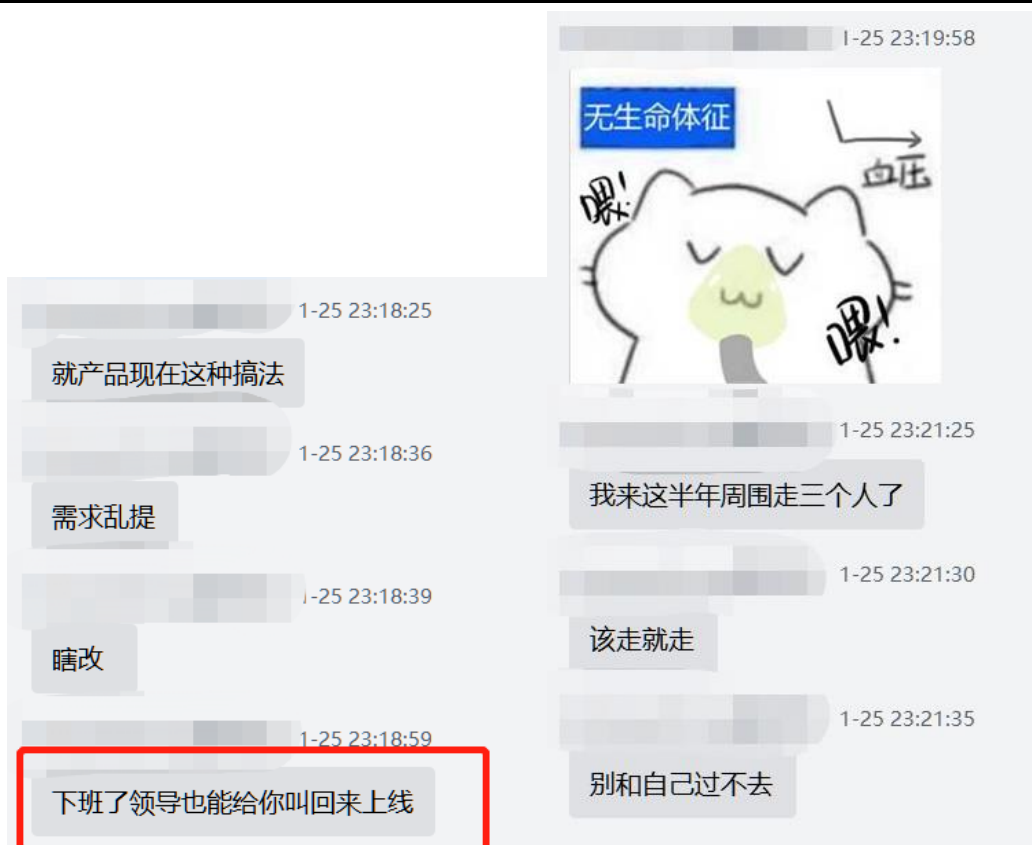 1-25 23:18:25
就产品现在这种搞法
1-25 23:18:36
需求乱提
1-25 23:18:39
瞎改
1-25 23:18:59
下班了领导也能给你叫回来上线
1-25 23:19:58
无生命体征
血压
喂!
喂!
1-25 23:21:25
我来这半年周围走三个人了
1-25 23:21:30
该走就走
1-25 23:21:35
别和自己过不去